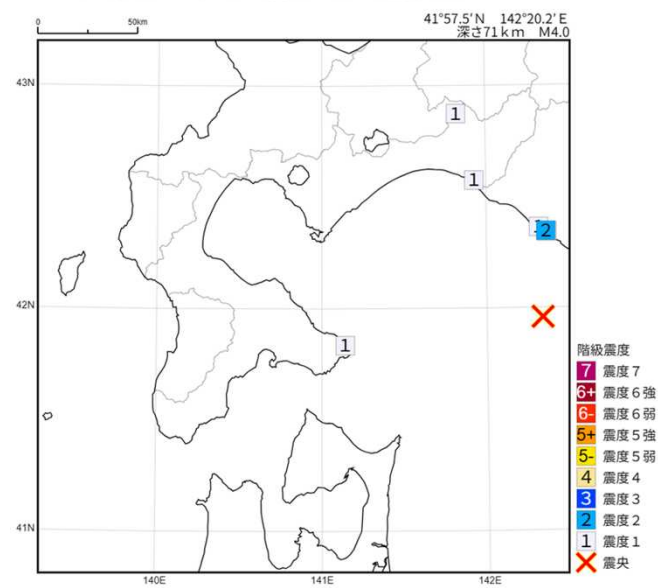 0 50km
41°57.5′N 142°20.2′E
深さ71km M4.0
43N
1
1
1 2
42N
1
41N
140E 141E 142E
階級震度
7 震度7
6+ 震度6強
6- 震度6弱
5+ 震度5強
5- 震度5弱
4 震度4
3 震度3
2 震度2
1 震度1
震央